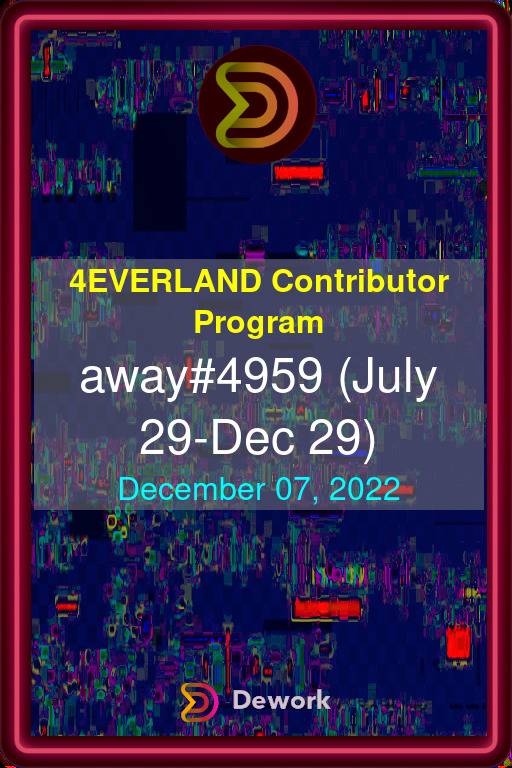 4EVERLAND Contributor
Program
away#4959 (July
29-Dec 29)
December 07, 2022
Dework